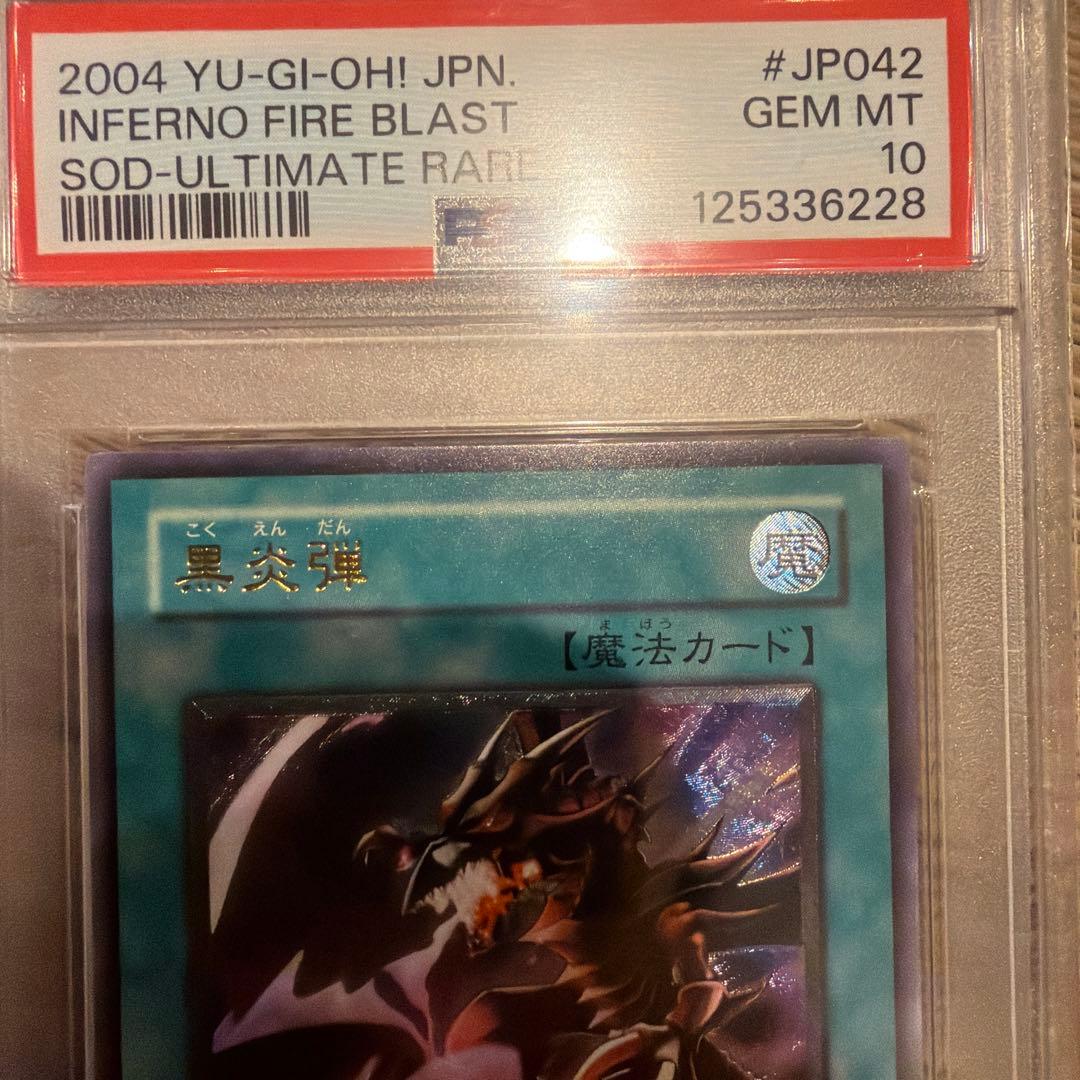 2004 YU-GI-OH! JPN.
#JP042
INFERNO FIRE BLAST
GEM MT
SOD-ULTIMATE RARE
10
125336228
こく えん だん
黒炎弾
魔
ま ほう
【魔法カード】